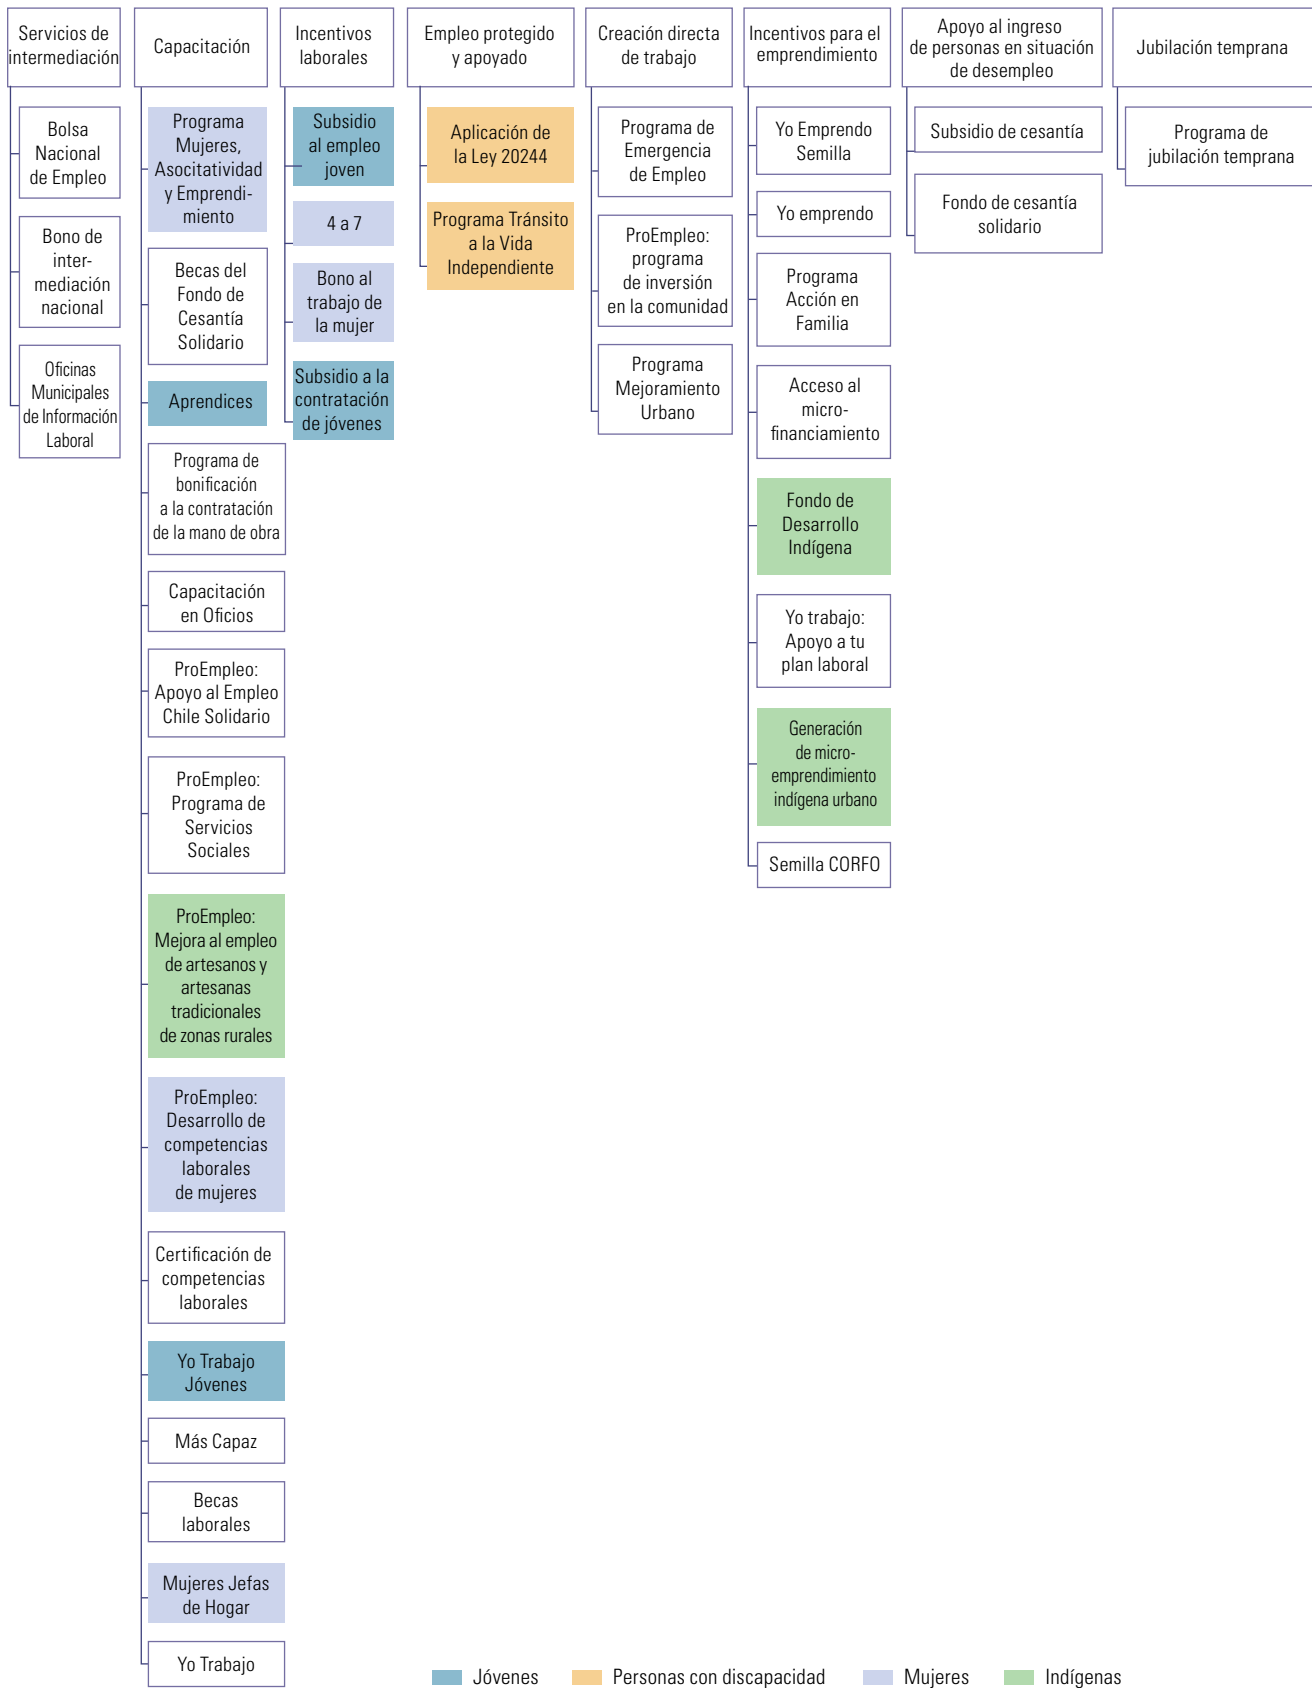 Servicios de
intermediación
Capacitación
Incentivos
laborales
Empleo protegido
y apoyado
Creación directa
de trabajo
Incentivos para el
emprendimiento
Apoyo al ingreso
de personas en situación
de desempleo
Jubilación temprana
Bolsa
Nacional
de Empleo
Bono de
inter-
mediación
nacional
Oficinas
Municipales
de Información
Laboral
Programa
Mujeres,
Asocitatividad
y Emprendi-
miento
Becas del
Fondo de
Cesantía
Solidario
Aprendices
Programa de
bonificación
a la contratación
de la mano de obra
Capacitación
en Oficios
ProEmpleo:
Apoyo al Empleo
Chile Solidario
ProEmpleo:
Programa de
Servicios
Sociales
ProEmpleo:
Mejora al empleo
de artesanos y
artesanas
tradicionales
de zonas rurales
ProEmpleo:
Desarrollo de
competencias
laborales
de mujeres
Certificación de
competencias
laborales
Yo Trabajo
Jóvenes
Más Capaz
Becas
laborales
Mujeres Jefas
de Hogar
Yo Trabajo
Subsidio
al empleo
joven
4 a 7
Bono al
trabajo de
la mujer
Subsidio a la
contratación
de jóvenes
Aplicación de
la Ley 20244
Programa Tránsito
a la Vida
Independiente
Programa de
Emergencia
de Empleo
ProEmpleo:
programa
de inversión
en la comunidad
Programa
Mejoramiento
Urbano
Yo Emprendo
Semilla
Yo emprendo
Programa
Acción en
Familia
Acceso al
micro-
financiamiento
Fondo de
Desarrollo
Indígena
Yo trabajo:
Apoyo a tu
plan laboral
Generación
de micro-
emprendimiento
indígena urbano
Semilla CORFO
Subsidio de cesantía
Fondo de cesantía
solidario
Programa de
jubilación temprana
Jóvenes
Personas con discapacidad
Mujeres
Indígenas